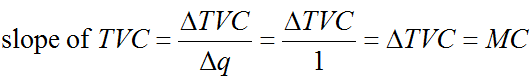 slope of TVC = ΔTVC/Δq = ΔTVC/1 = ΔTVC = MC